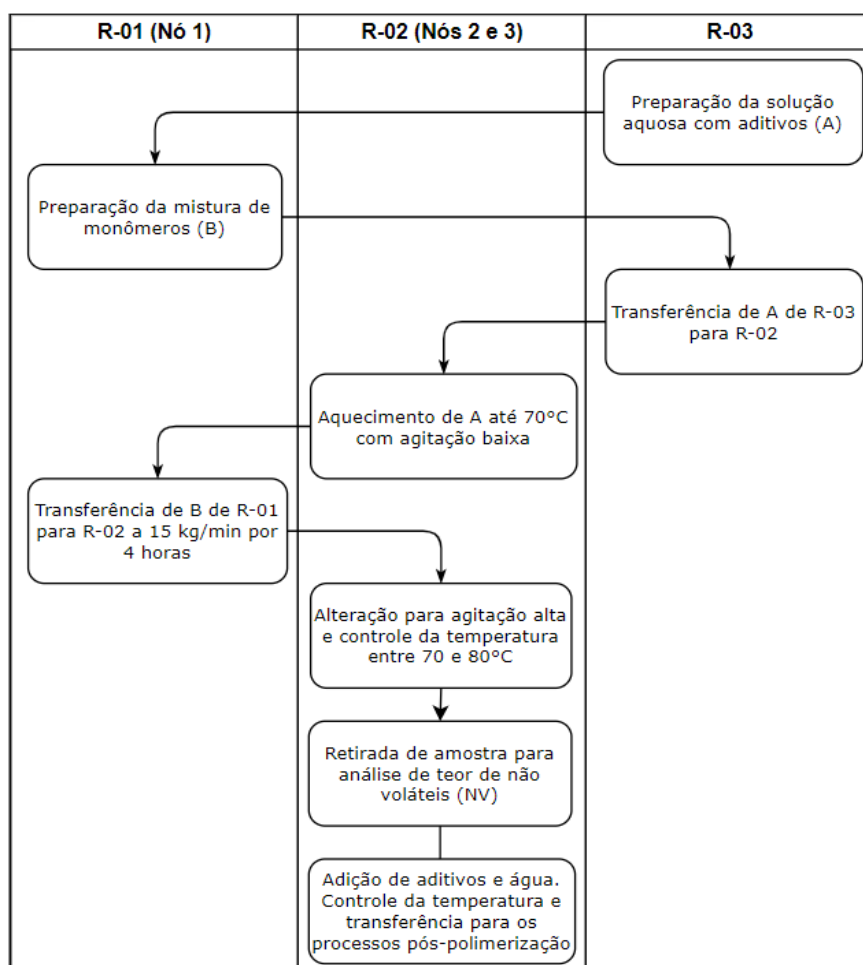 R-01 (Nó 1)
R-02 (Nós 2 e 3)
R-03
Preparação da solução
aquosa com aditivos (A)
Preparação da mistura de
monômeros (B)
Transferência de A de R-03
para R-02
Aquecimento de A até 70°C
com agitação baixa
Transferência de B de R-01
para R-02 a 15 kg/min por
4 horas
Alteração para agitação alta
e controle da temperatura
entre 70 e 80°C
Retirada de amostra para
análise de teor de não
voláteis (NV)
Adição de aditivos e água.
Controle da temperatura e
transferência para os
processos pós-polimerização